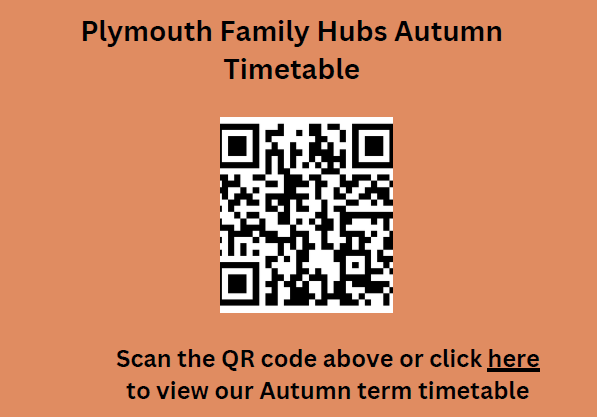 Plymouth Family Hubs Autumn
Timetable
Scan the QR code above or click here
to view our Autumn term timetable